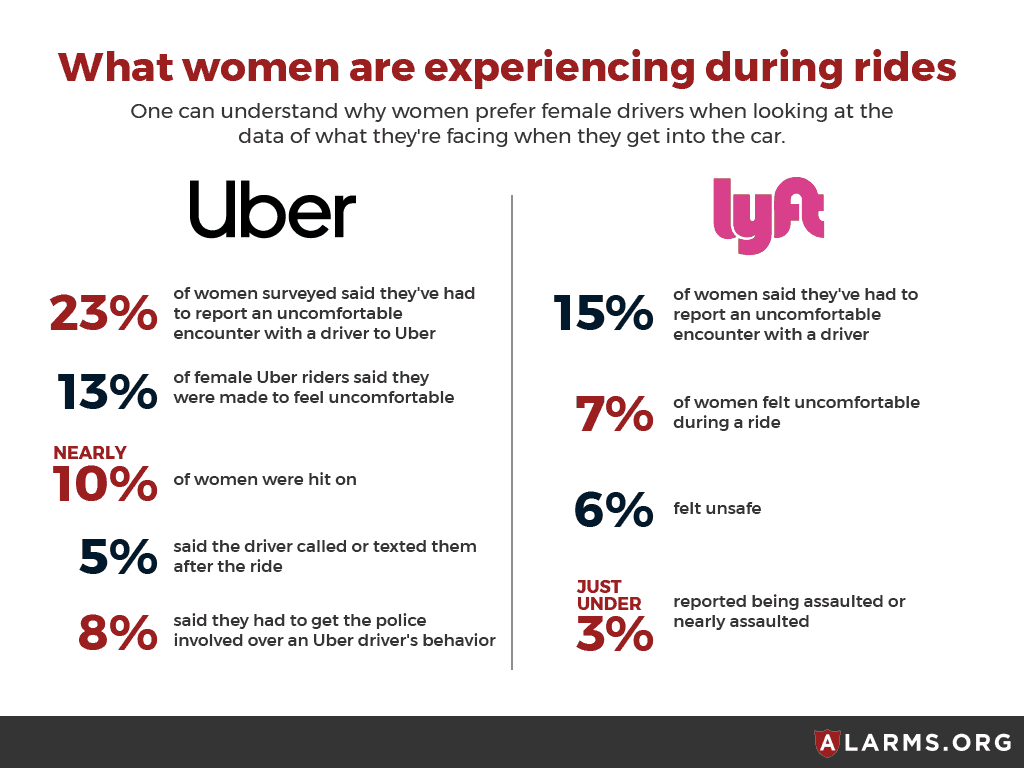 What women are experiencing during rides
One can understand why women prefer female drivers when looking at the
data of what they're facing when they get into the car.
Uber
23%
of women surveyed said they've had
to report an uncomfortable
encounter with a driver to Uber
13%
of female Uber riders said they
were made to feel uncomfortable
NEARLY
10%
of women were hit on
5%
said the driver called or texted them
after the ride
8%
said they had to get the police
involved over an Uber driver's behavior
lyft
15%
of women said they've had to
report an uncomfortable
encounter with a driver
7%
of women felt uncomfortable
during a ride
6%
felt unsafe
JUST
UNDER
3%
reported being assaulted or
nearly assaulted
ALARMS.ORG